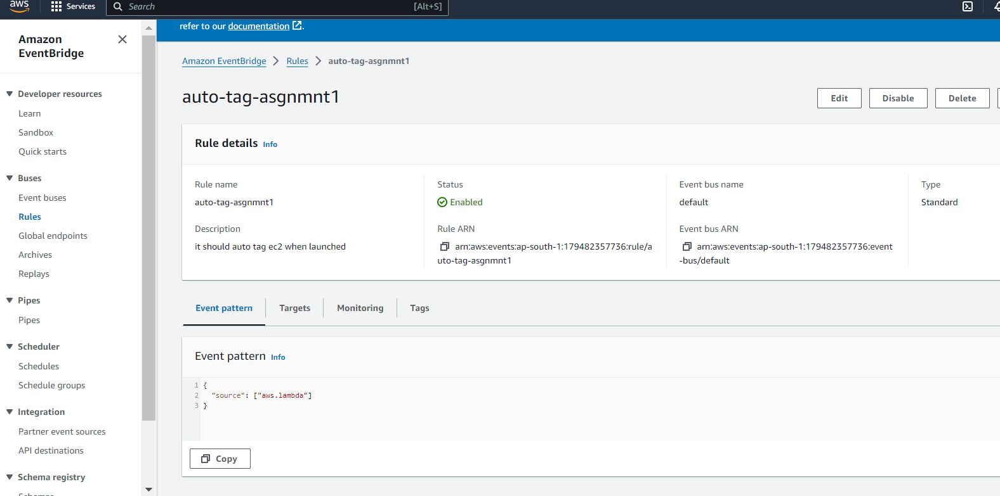 aws
Services
Search
[Alt+S]
Amazon
EventBridge
Developer resources
Learn
Sandbox
Quick starts
Buses
Event buses
Rules
Global endpoints
Archives
Replays
Pipes
Pipes
Scheduler
Schedules
Schedule groups
Integration
Partner event sources
API destinations
Schema registry
Schemas
refer to our documentation.
Amazon EventBridge > Rules > auto-tag-asgnmnt1
auto-tag-asgnmnt1
Edit
Disable
Delete
Rule details Info
Rule name
auto-tag-asgnmnt1
Description
it should auto tag ec2 when launched
Status
Enabled
Rule ARN
arn:aws:events:ap-south-1:179482357736:rule/a
uto-tag-asgnmnt1
Event bus name
default
Event bus ARN
arn:aws:events:ap-south-1:179482357736:event
-bus/default
Type
Standard
Event pattern
Targets
Monitoring
Tags
Event pattern Info
1 {
2 "source": ["aws.lambda"]
3 }
Copy